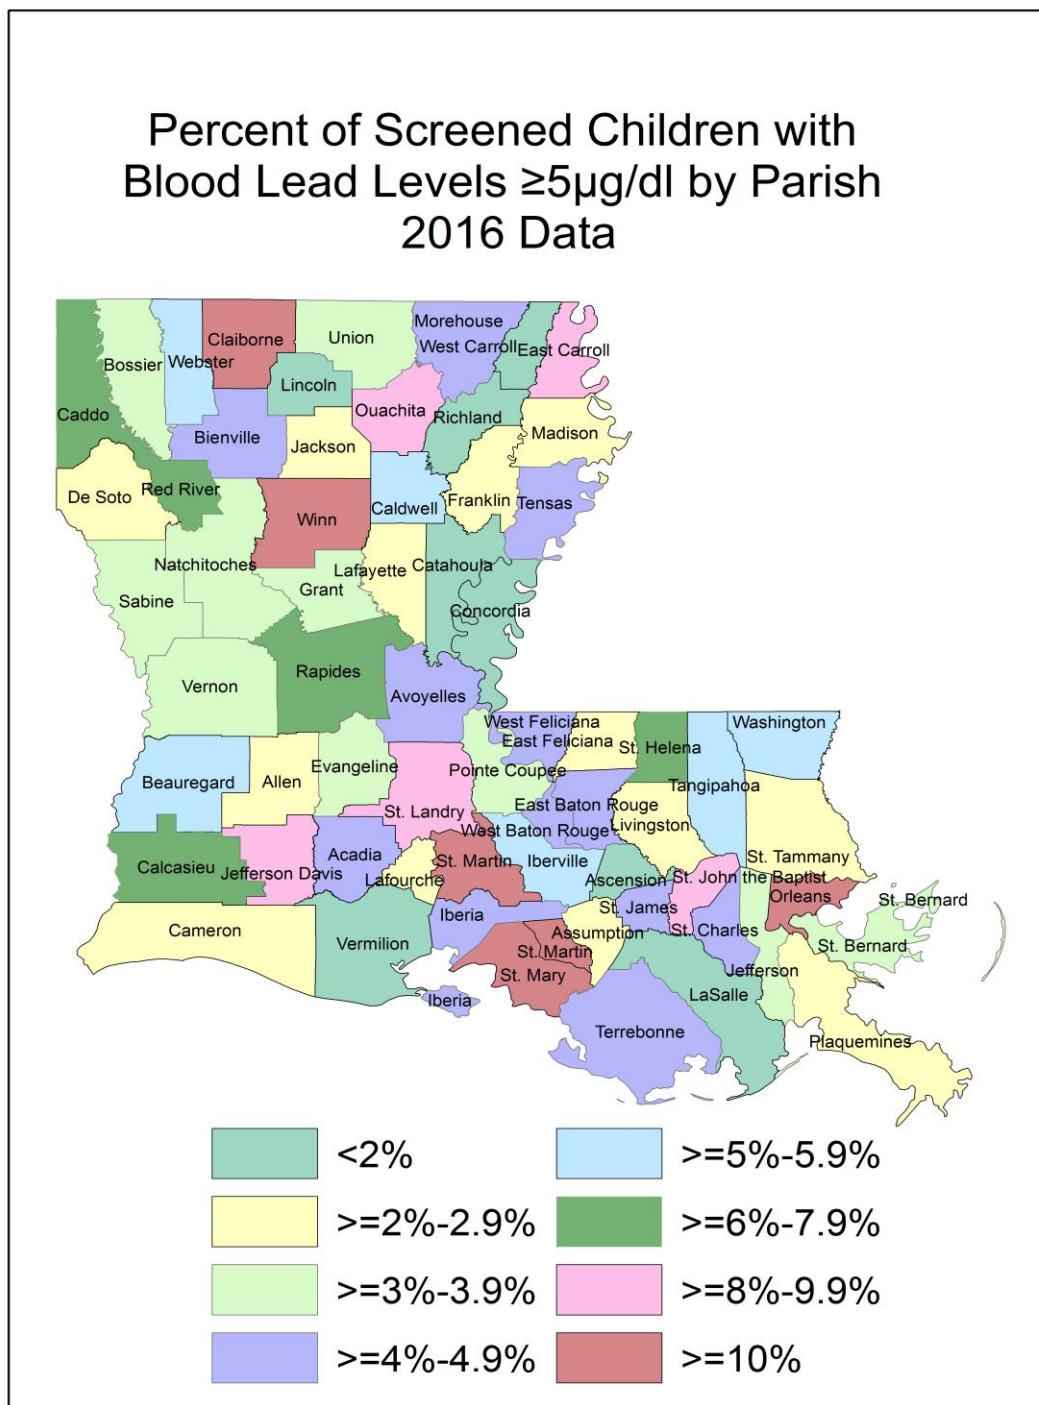 Percent of Screened Children with
Blood Lead Levels ≥5µg/dl by Parish
2016 Data
Morehouse
Claiborne
Union
West Carroll
East Carroll
Bossier
Webster
Lincoln
Caddo
Ouachita
Richland
Bienville
Madison
Jackson
De Soto
Red River
Caldwell
Franklin
Tensas
Winn
Natchitoches
Lafayette
Catahoula
Grant
Sabine
Concordia
Rapides
Vernon
Avoyelles
West Feliciana
Washington
East Feliciana
St. Helena
Evangeline
Pointe Coupee
Beauregard
Allen
Tangipahoa
St. Landry
East Baton Rouge
West Baton Rouge
Livingston
Acadia
St. Martin
Iberville
St. Tammany
Calcasieu
Jefferson Davis
Lafourche
Ascension
St. John the Baptist
Orleans
St. Bernard
Iberia
St. James
Cameron
Vermilion
Assumption
St. Charles
St. Bernard
St. Martin
St. Mary
Jefferson
Iberia
LaSalle
Terrebonne
Plaquemines
<2%
>=5%-5.9%
>=2%-2.9%
>=6%-7.9%
>=3%-3.9%
>=8%-9.9%
>=4%-4.9%
>=10%